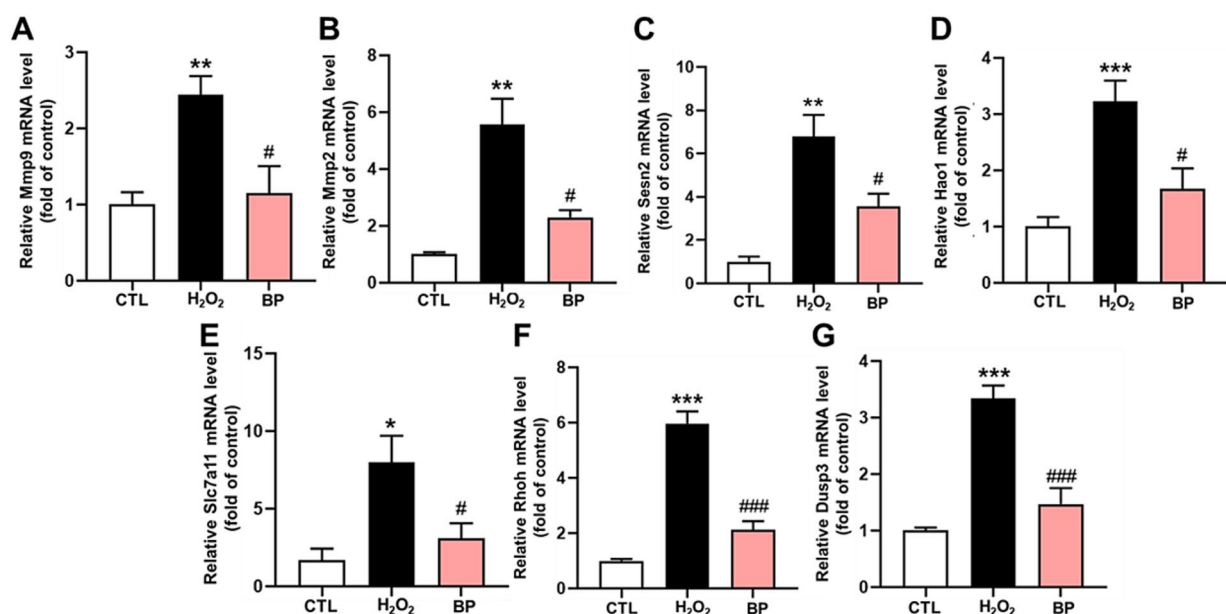 A
Relative Mmp9 mRNA level
(fold of control)
3
2
1
0
**
#
CTL
H₂O₂
BP
B
Relative Mmp2 mRNA level
(fold of control)
8
6
4
2
0
**
#
CTL
H₂O₂
BP
C
Relative Sesn2 mRNA level
(fold of control)
10
8
6
4
2
0
**
#
CTL
H₂O₂
BP
D
Relative Hao1 mRNA level
(fold of control)
4
3
2
1
0
***
#
CTL
H₂O₂
BP
E
Relative Slc7a11 mRNA level
(fold of control)
15
10
5
0
*
#
CTL
H₂O₂
BP
F
Relative Rhoh mRNA level
(fold of control)
8
6
4
2
0
***
###
CTL
H₂O₂
BP
G
Relative Dusp3 mRNA level
(fold of control)
4
3
2
1
0
***
###
CTL
H₂O₂
BP